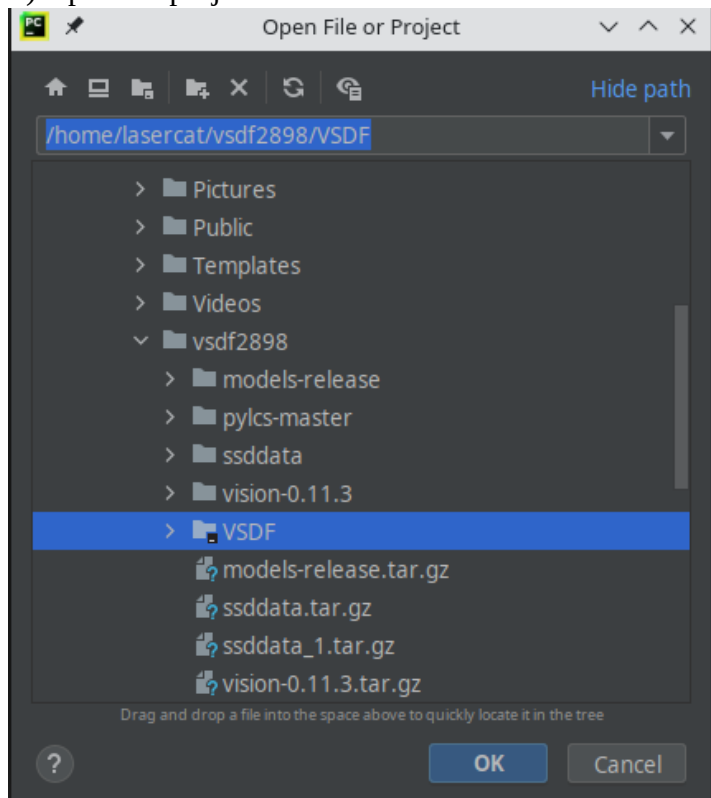 PC
Open File or Project
Hide path
/home/lasercat/vsdf2898/VSDF
Pictures
Public
Templates
Videos
vsdf2898
models-release
pylcs-master
ssddata
vision-0.11.3
VSDF
models-release.tar.gz
ssddata.tar.gz
ssddata_1.tar.gz
vision-0.11.3.tar.gz
Drag and drop a file into the space above to quickly locate it in the tree
? OK Cancel